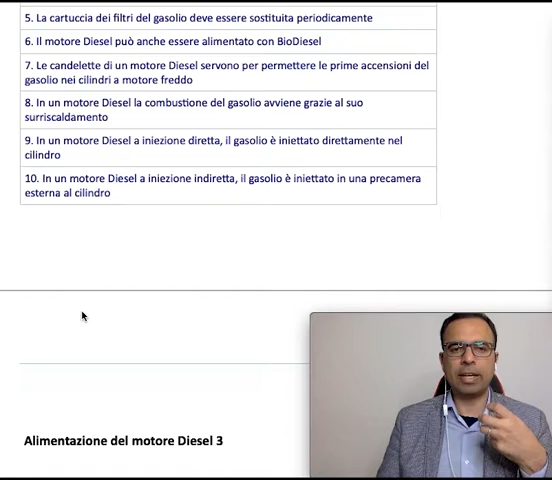 5. La cartuccia dei filtri del gasolio deve essere sostituita periodicamente
6. Il motore Diesel può anche essere alimentato con BioDiesel
7. Le candelette di un motore Diesel servono per permettere le prime accensioni del
gasolio nei cilindri a motore freddo
8. In un motore Diesel la combustione del gasolio avviene grazie al suo
surriscaldamento
9. In un motore Diesel a iniezione diretta, il gasolio è iniettato direttamente nel
cilindro
10. In un motore Diesel a iniezione indiretta, il gasolio è iniettato in una precamera
esterna al cilindro
Alimentazione del motore Diesel 3